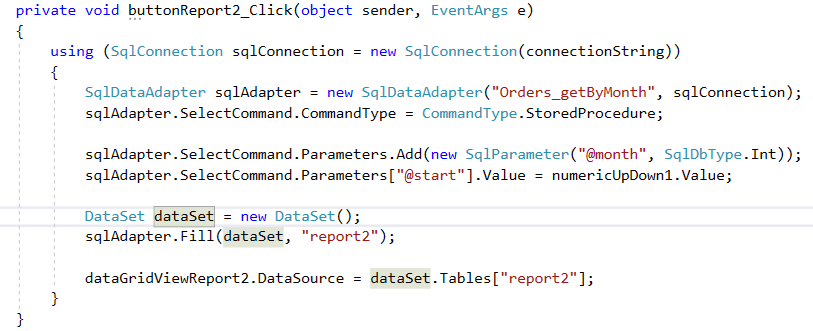 private void buttonReport2_Click(object sender, EventArgs e)
{
using (SqlConnection sqlConnection = new SqlConnection(connectionString))
{
SqlDataAdapter sqlAdapter = new SqlDataAdapter("Orders_getByMonth", sqlConnection);
sqlAdapter.SelectCommand.CommandType = CommandType.StoredProcedure;
sqlAdapter.SelectCommand.Parameters.Add(new SqlParameter("@month", SqlDbType.Int));
sqlAdapter.SelectCommand.Parameters["@start"].Value = numericUpDown1.Value;
DataSet dataSet = new DataSet();
sqlAdapter.Fill(dataSet, "report2");
dataGridViewReport2.DataSource = dataSet.Tables["report2"];
}
}